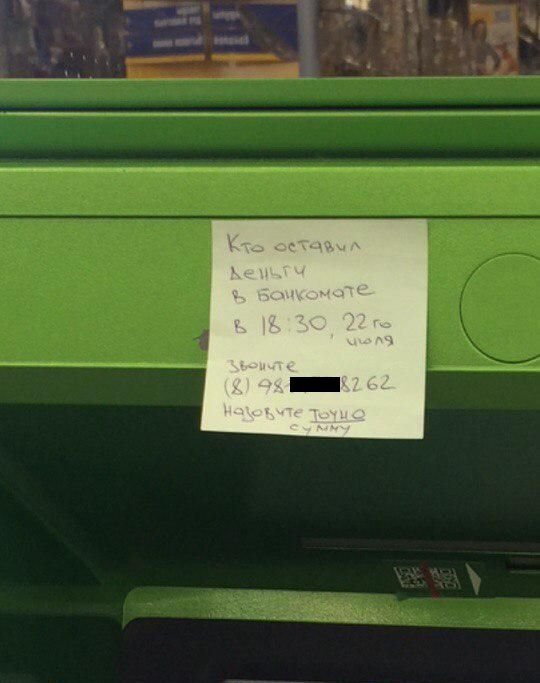 Кто оставил
деньги
в банкомате
в 18:30, 22го
июля
Звоните
(8) 98 8262
Назовите точно
сумму